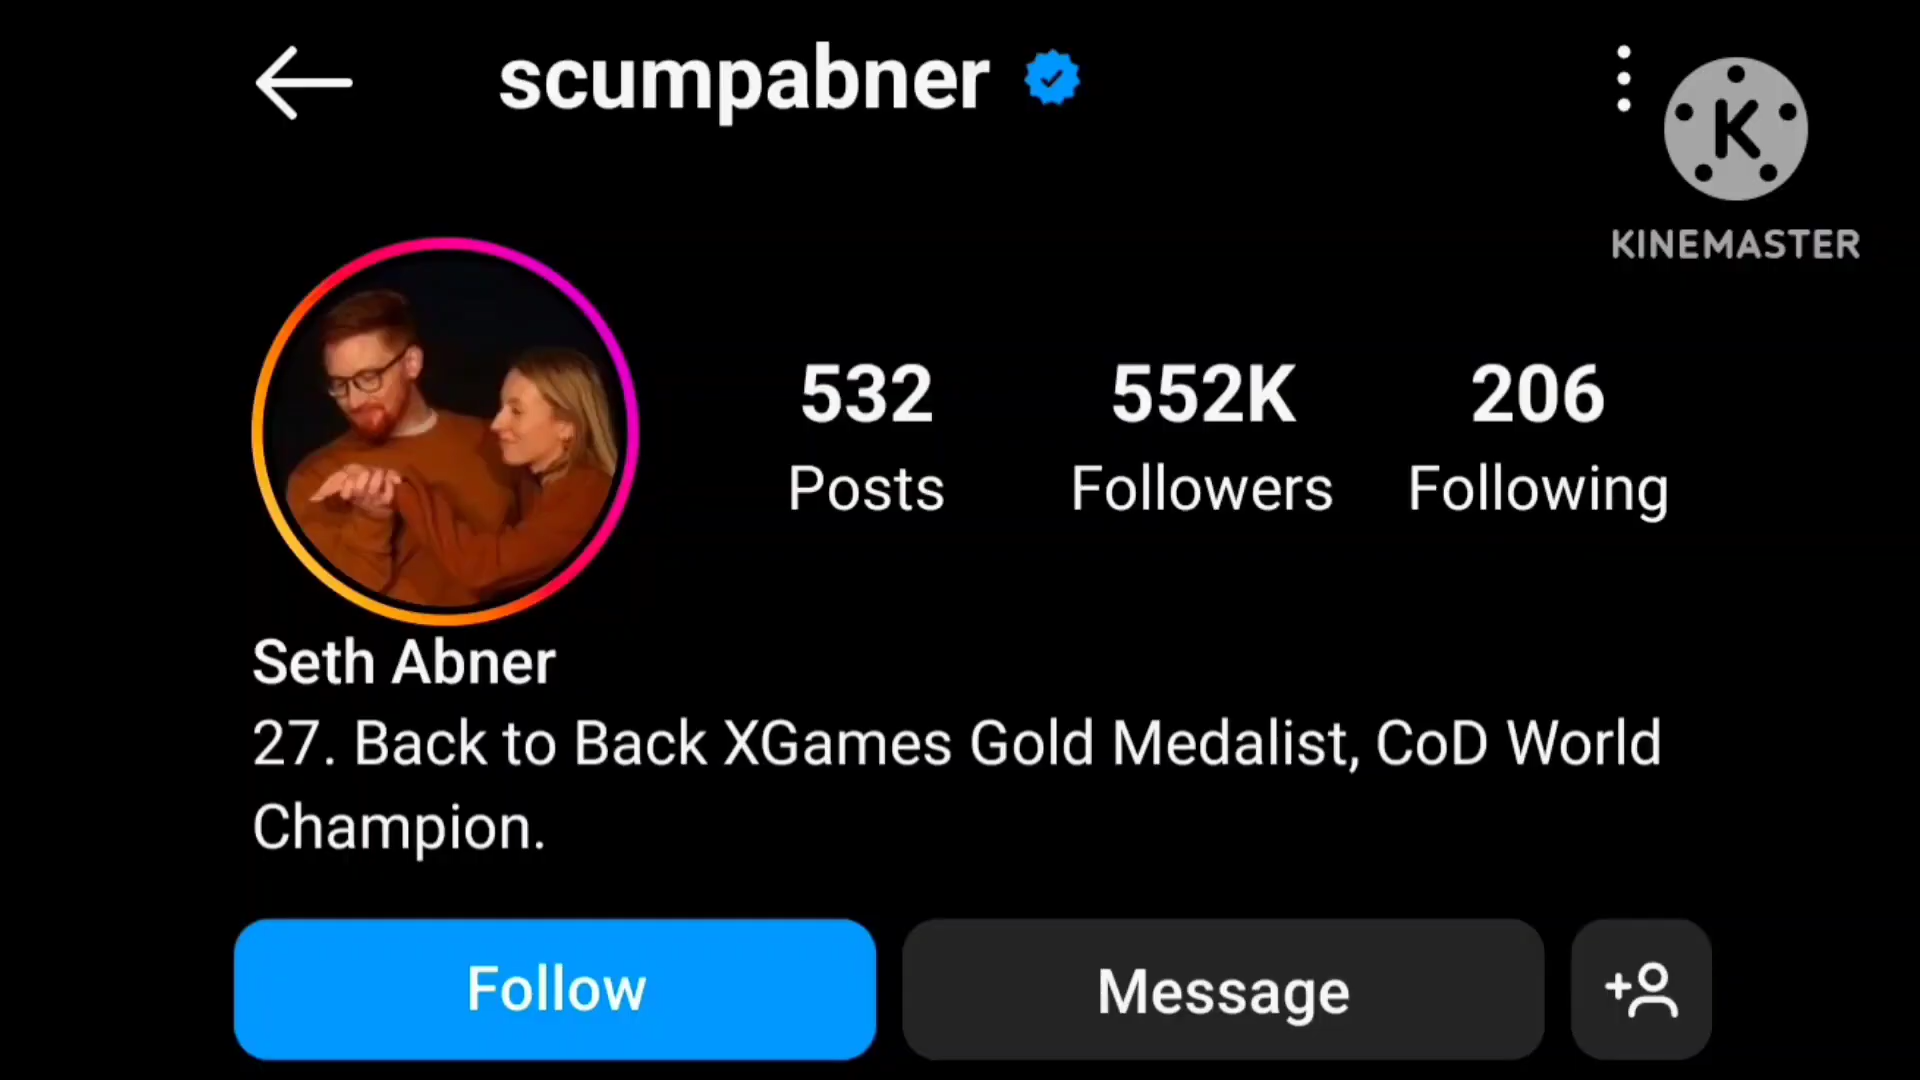 scumpabner
K
KINEMASTER
532
552K
206
Posts
Followers
Following
Seth Abner
27. Back to Back XGames Gold Medalist, CoD World
Champion.
Follow
Message